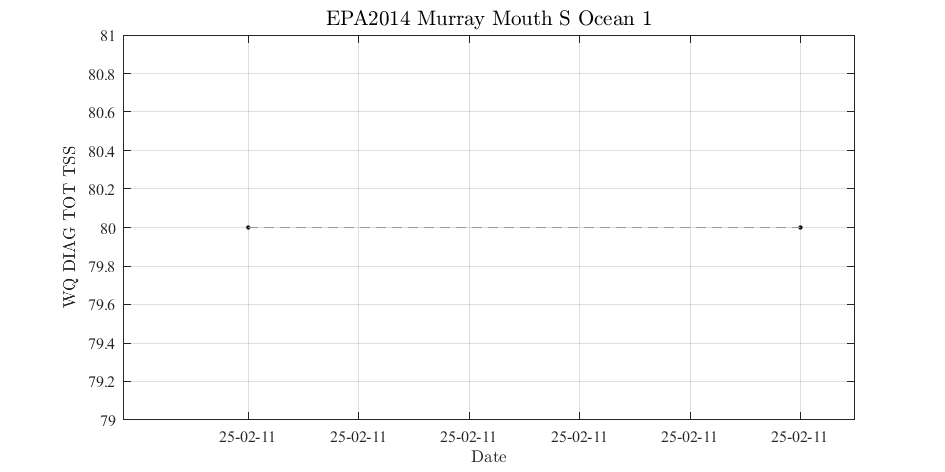 EPA2014 Murray Mouth S Ocean 1
81
80.8
80.6
80.4
80.2
80
79.8
79.6
79.4
79.2
79
WQ DIAG TOT TSS
25-02-11 25-02-11 25-02-11 25-02-11 25-02-11 25-02-11
Date